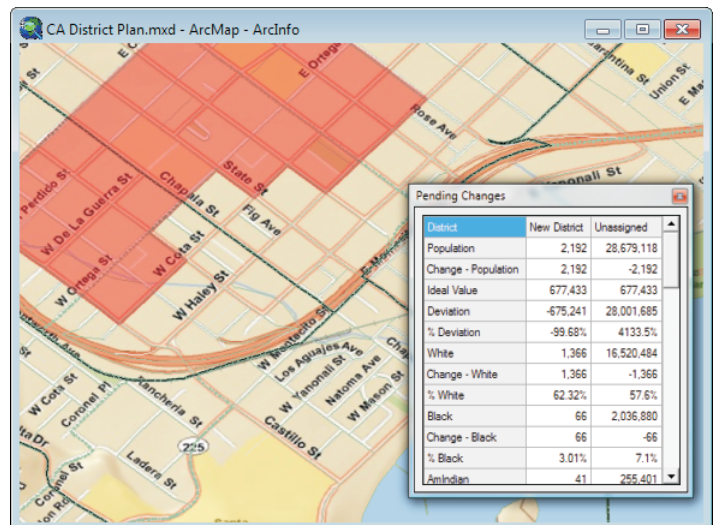 CA District Plan.mxd - ArcMap - ArcInfo
E Ortega
Union St
Rose Ave
State St
Chapala St
Fig Ave
W De La Guerra St
W Cota St
W Ortega St
W Haley St
W Montecito St
Los Aguajes Ave
W Yanonali St
Natoma Ave
W Mason St
W Cota St
Coronel Pl
Rancheria St
Castillo St
225
Ladera St
Pending Changes
District New District Unassigned
Population 2,192 28,679,118
Change - Population 2,192 -2,192
Ideal Value 677,433 677,433
Deviation -675,241 28,001,685
% Deviation -99.68% 4133.5%
White 1,366 16,520,484
Change - White 1,366 -1,366
% White 62.32% 57.6%
Black 66 2,036,880
Change - Black 66 -66
% Black 3.01% 7.1%
AmIndian 41 255,401